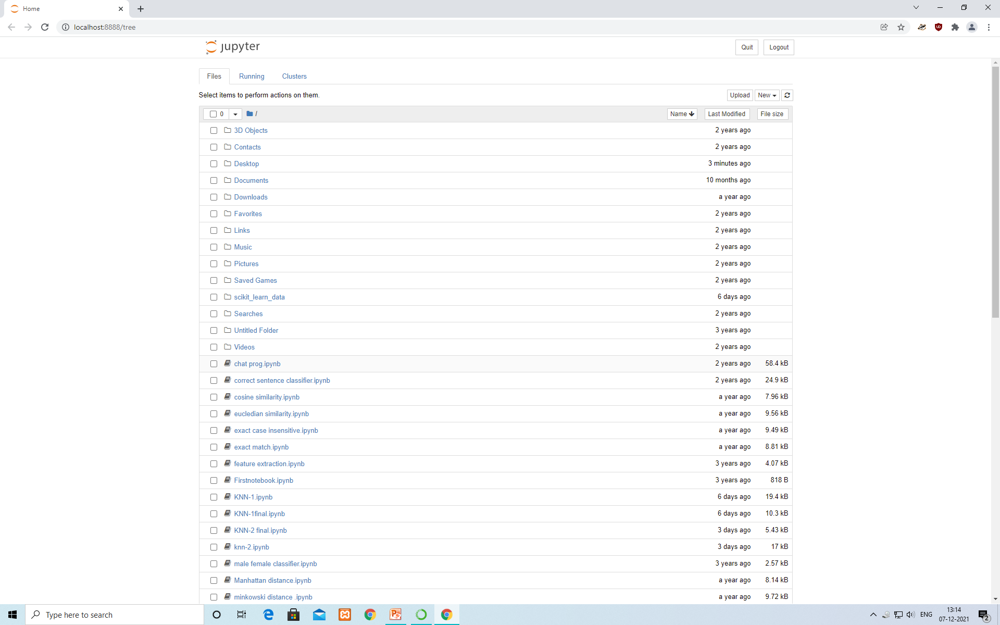 Home
localhost:8888/tree
jupyter
Quit Logout
Files Running Clusters
Select items to perform actions on them.
Upload New
0 / Name Last Modified File size
3D Objects 2 years ago
Contacts 2 years ago
Desktop 3 minutes ago
Documents 10 months ago
Downloads a year ago
Favorites 2 years ago
Links 2 years ago
Music 2 years ago
Pictures 2 years ago
Saved Games 2 years ago
scikit_learn_data 6 days ago
Searches 2 years ago
Untitled Folder 3 years ago
Videos 2 years ago
chat prog.ipynb 2 years ago 58.4 kB
correct sentence classifier.ipynb 2 years ago 24.9 kB
cosine similarity.ipynb a year ago 7.96 kB
eucledian similarity.ipynb a year ago 9.56 kB
exact case insensitive.ipynb a year ago 9.49 kB
exact match.ipynb a year ago 8.81 kB
feature extraction.ipynb 3 years ago 4.07 kB
Firstnotebook.ipynb 3 years ago 818 B
KNN-1.ipynb 6 days ago 19.4 kB
KNN-1final.ipynb 6 days ago 10.3 kB
KNN-2 final.ipynb 3 days ago 5.43 kB
knn-2.ipynb 3 days ago 17 kB
male female classifier.ipynb 3 years ago 2.57 kB
Manhattan distance.ipynb a year ago 8.14 kB
minkowski distance .ipynb a year ago 9.72 kB
Type here to search
ENG
13:14
07-12-2021
2